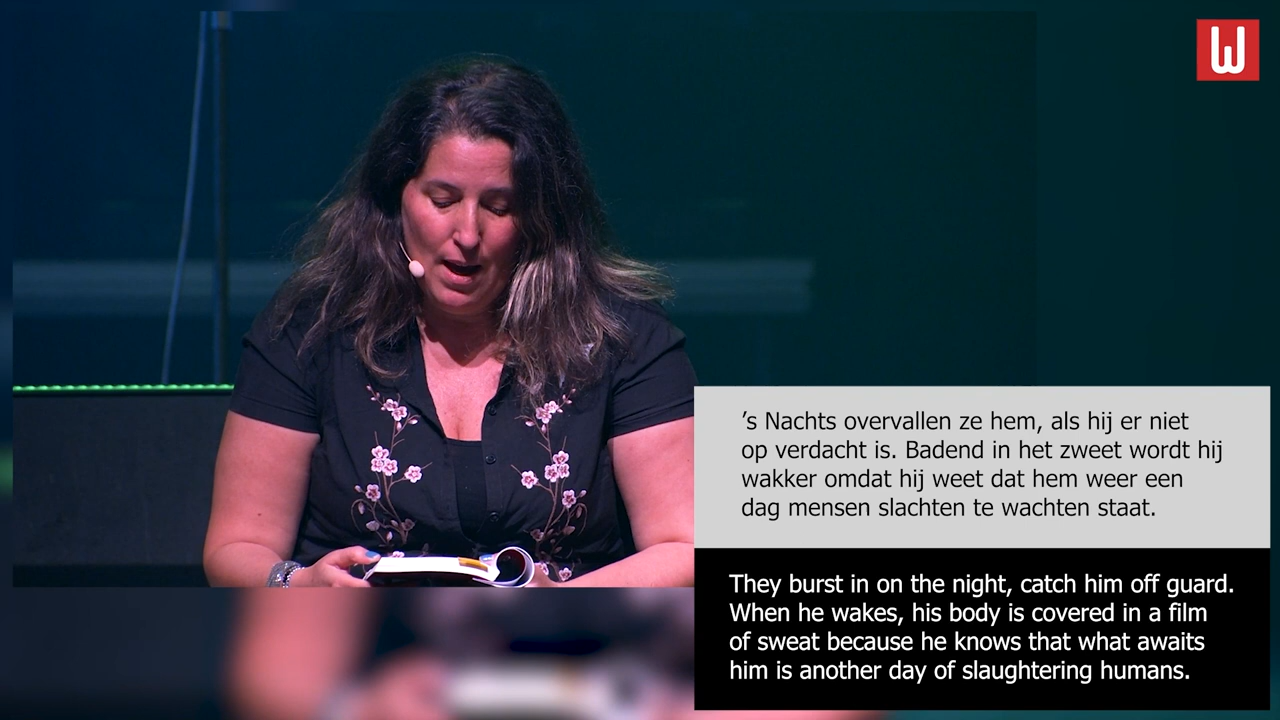 W
’s Nachts overvallen ze hem, als hij er niet
op verdacht is. Badend in het zweet wordt hij
wakker omdat hij weet dat hem weer een
dag mensen slachten te wachten staat.
They burst in on the night, catch him off guard.
When he wakes, his body is covered in a film
of sweat because he knows that what awaits
him is another day of slaughtering humans.